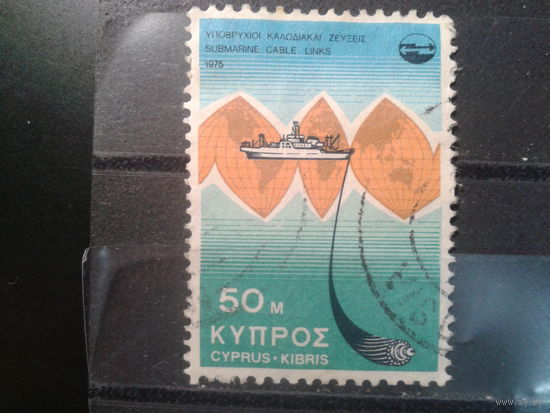 ΥΠΟΒΡΥΧΙΟΙ ΚΑΛΩΔΙΑΚΑΙ ΖΕΥΞΕΙΣ
SUBMARINE CABLE LINKS
1975
50 M
ΚΥΠΡΟΣ
CYPRUS • KIBRIS